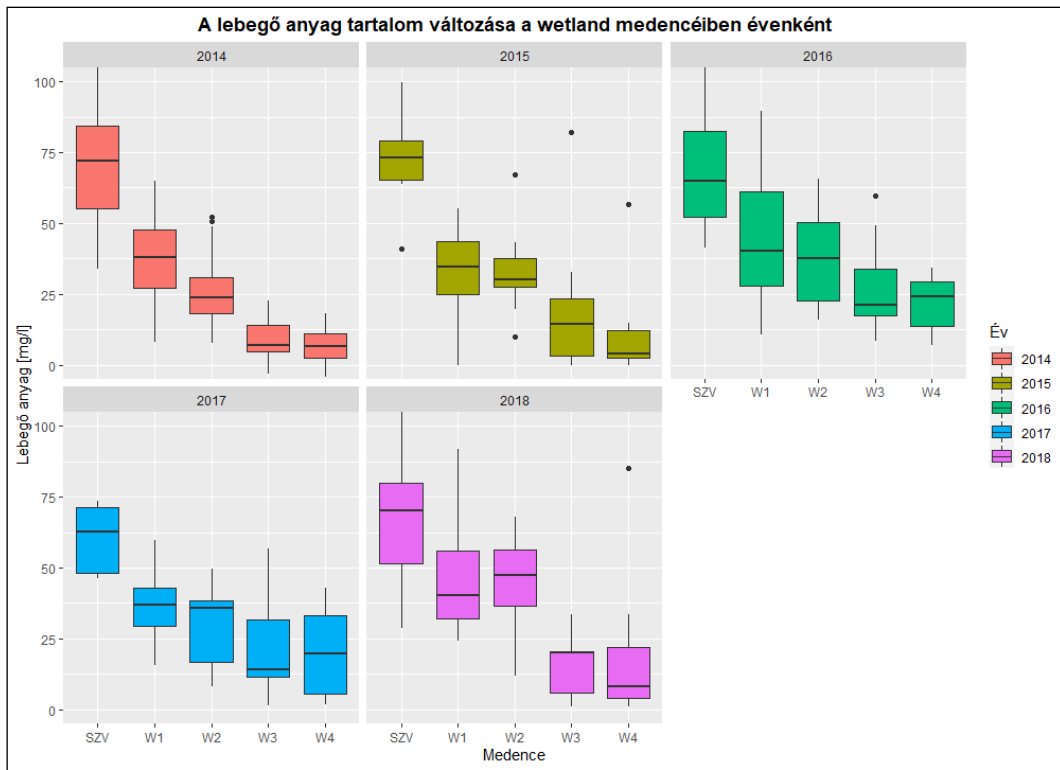 A lebegő anyag tartalom változása a wetland medencéiben évenként
2014
2015
2016
100
75
50
25
0
Lebegő anyag [mg/l]
SZV W1 W2 W3 W4
2017
2018
100
75
50
25
0
SZV W1 W2 W3 W4
SZV W1 W2 W3 W4
Medence
Év
2014
2015
2016
2017
2018